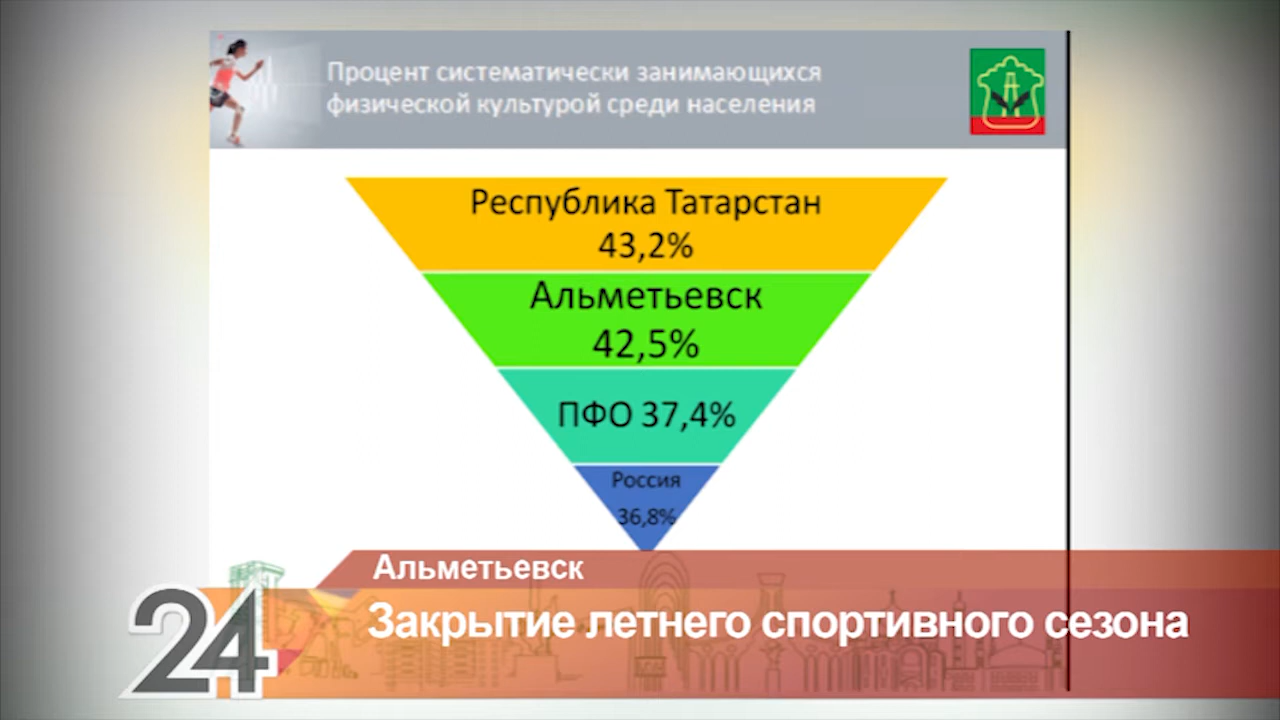 Процент систематически занимающихся
физической культурой среди населения
Республика Татарстан
43,2%
Альметьевск
42,5%
ПФО 37,4%
Россия
36,8%
Альметьевск
24
Закрытие летнего спортивного сезона